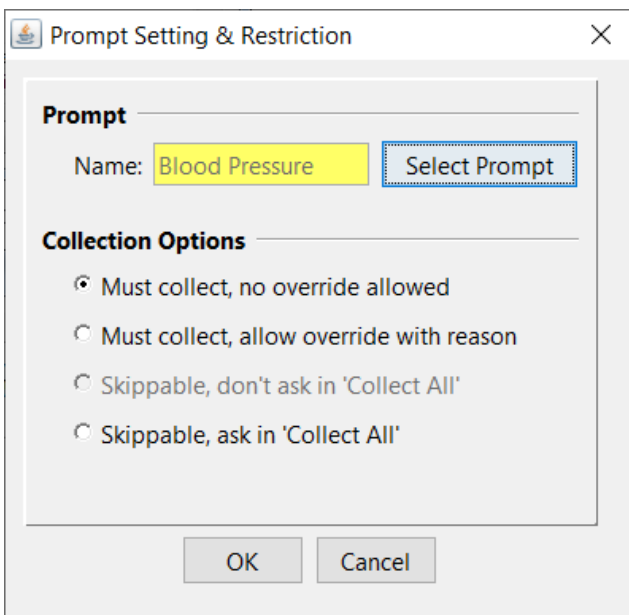 Prompt Setting & Restriction
Prompt
Name: Blood Pressure Select Prompt
Collection Options
Must collect, no override allowed
Must collect, allow override with reason
Skippable, don't ask in 'Collect All'
Skippable, ask in 'Collect All'
OK Cancel